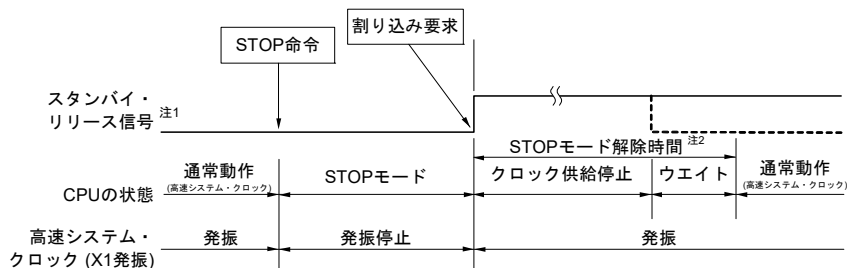 STOP命令
割り込み要求
スタンバイ・
リリース信号 注1
STOPモード解除時間 注2
CPUの状態
通常動作
(高速システム・クロック)
STOPモード
クロック供給停止
ウエイト
通常動作
(高速システム・クロック)
高速システム・
クロック (X1発振)
発振
発振停止
発振